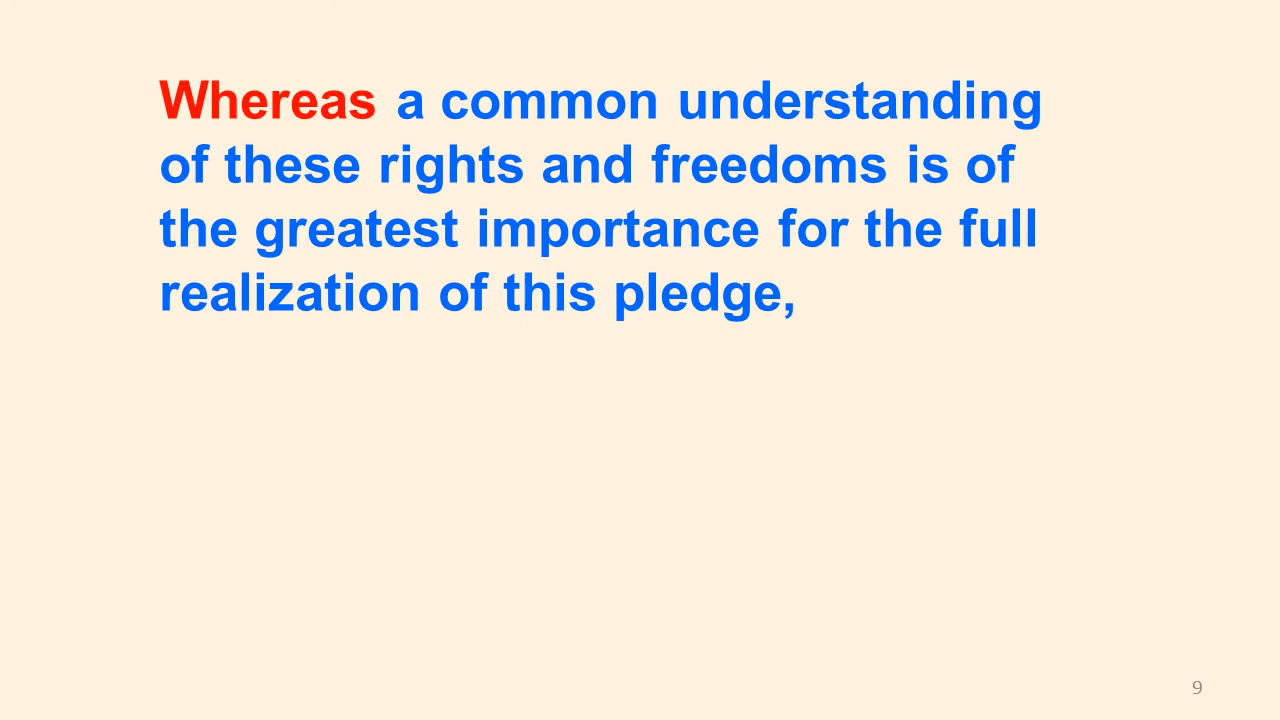 Whereas a common understanding
of these rights and freedoms is of
the greatest importance for the full
realization of this pledge,
9